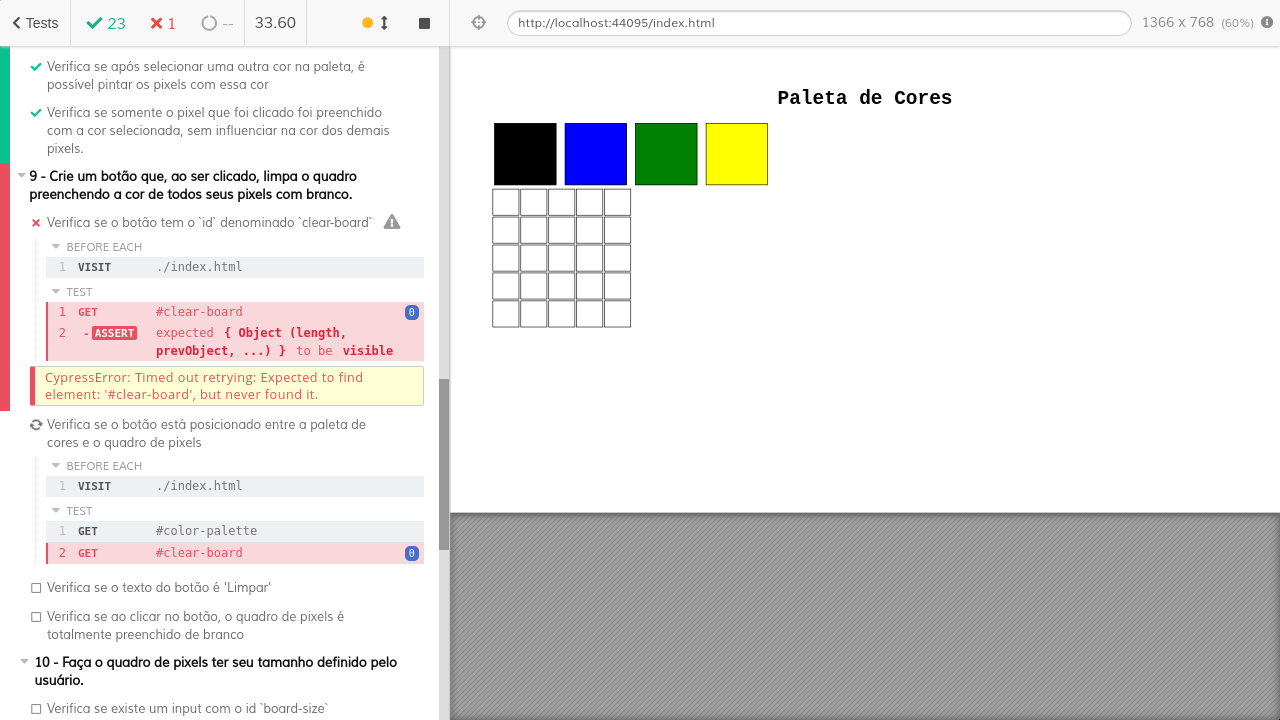 Tests 23 1 -- 33.60
http://localhost:44095/index.html 1366 x 768 (60%)
Verifica se após selecionar uma outra cor na paleta, é
possível pintar os pixels com essa cor
Verifica se somente o pixel que foi clicado foi preenchido
com a cor selecionada, sem influenciar na cor dos demais
pixels.
9 - Crie um botão que, ao ser clicado, limpa o quadro
preenchendo a cor de todos seus pixels com branco.
Verifica se o botão tem o `id` denominado `clear-board`
BEFORE EACH
1 VISIT ./index.html
TEST
1 GET #clear-board 0
2 -ASSERT expected { Object (length,
prevObject, ...) } to be visible
CypressError: Timed out retrying: Expected to find
element: '#clear-board', but never found it.
Verifica se o botão está posicionado entre a paleta de
cores e o quadro de pixels
BEFORE EACH
1 VISIT ./index.html
TEST
1 GET #color-palette
2 GET #clear-board 0
Verifica se o texto do botão é 'Limpar'
Verifica se ao clicar no botão, o quadro de pixels é
totalmente preenchido de branco
10 - Faça o quadro de pixels ter seu tamanho definido pelo
usuário.
Verifica se existe um input com o id `board-size`
Paleta de Cores